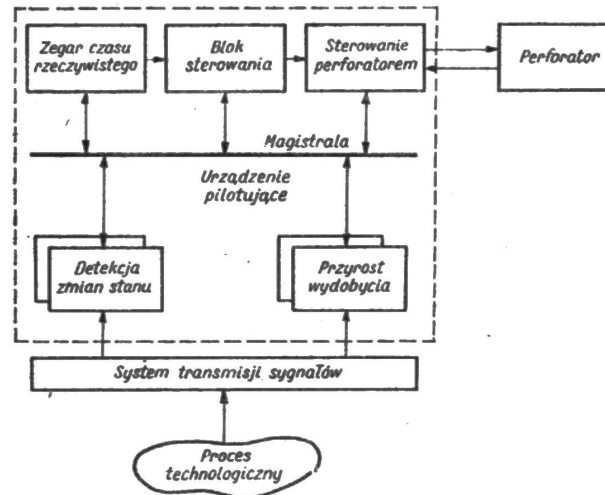 Zegar czasu
rzeczywistego
Blok
sterowania
Sterowanie
perforatorem
Perforator
Magistrala
Urządzenie
pilotujące
Detekcja
zmian stanu
Przyrost
wydobycia
System transmisji sygnałów
Proces
technologiczny